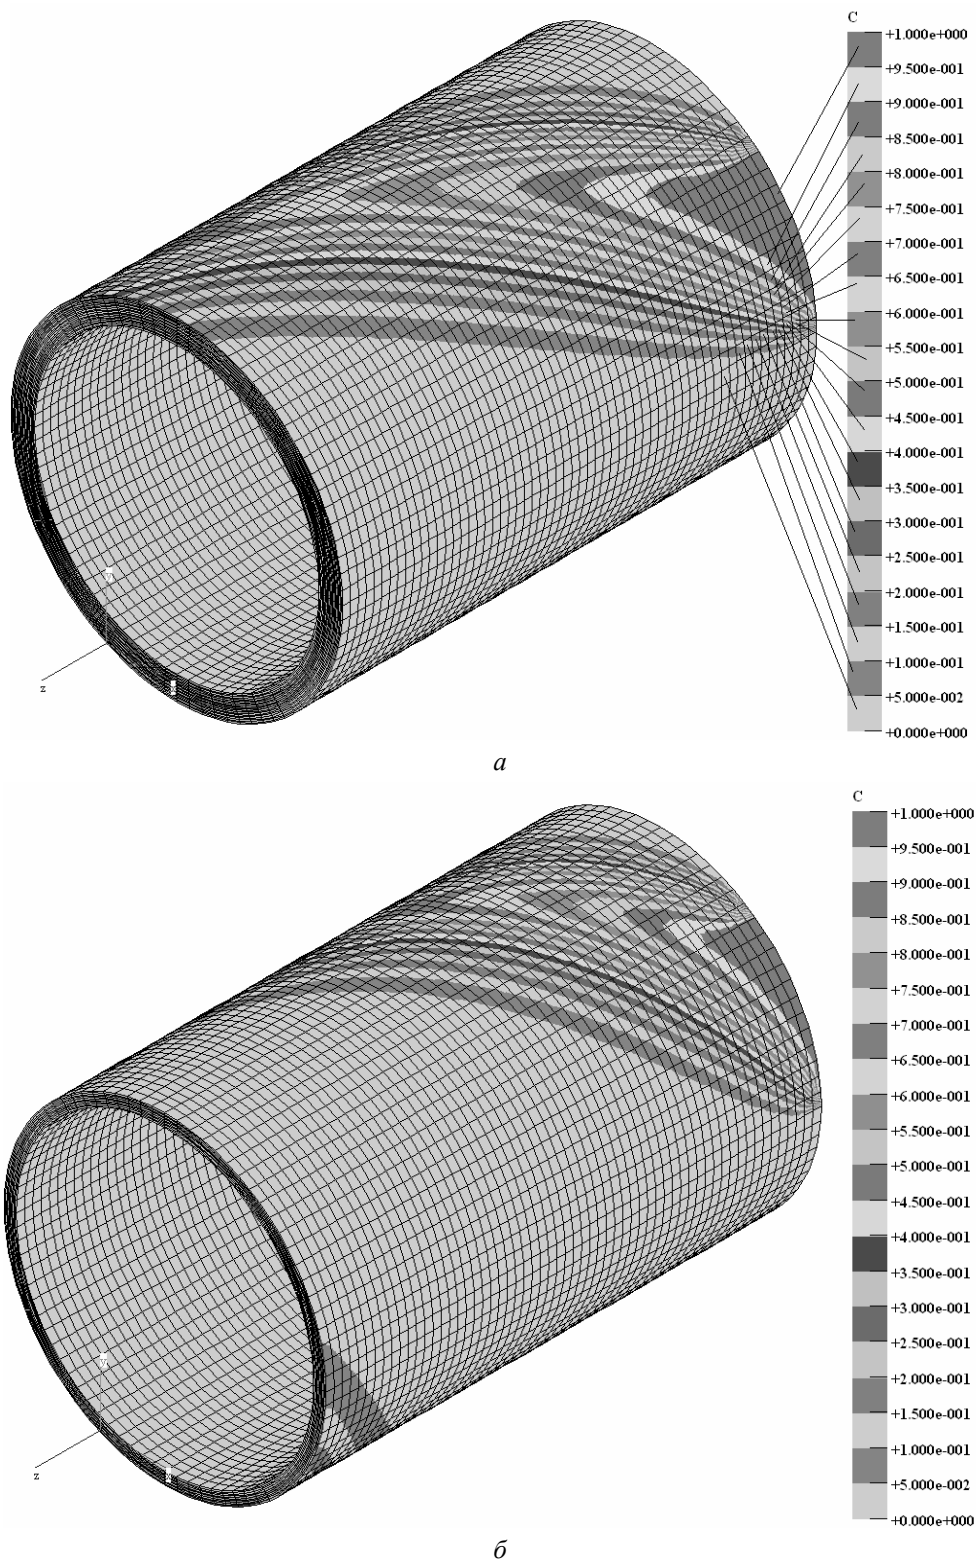 C
+1.000e+000
+9.500e-001
+9.000e-001
+8.500e-001
+8.000e-001
+7.500e-001
+7.000e-001
+6.500e-001
+6.000e-001
+5.500e-001
+5.000e-001
+4.500e-001
+4.000e-001
+3.500e-001
+3.000e-001
+2.500e-001
+2.000e-001
+1.500e-001
+1.000e-001
+5.000e-002
+0.000e+000
z
а
C
+1.000e+000
+9.500e-001
+9.000e-001
+8.500e-001
+8.000e-001
+7.500e-001
+7.000e-001
+6.500e-001
+6.000e-001
+5.500e-001
+5.000e-001
+4.500e-001
+4.000e-001
+3.500e-001
+3.000e-001
+2.500e-001
+2.000e-001
+1.500e-001
+1.000e-001
+5.000e-002
+0.000e+000
z
б